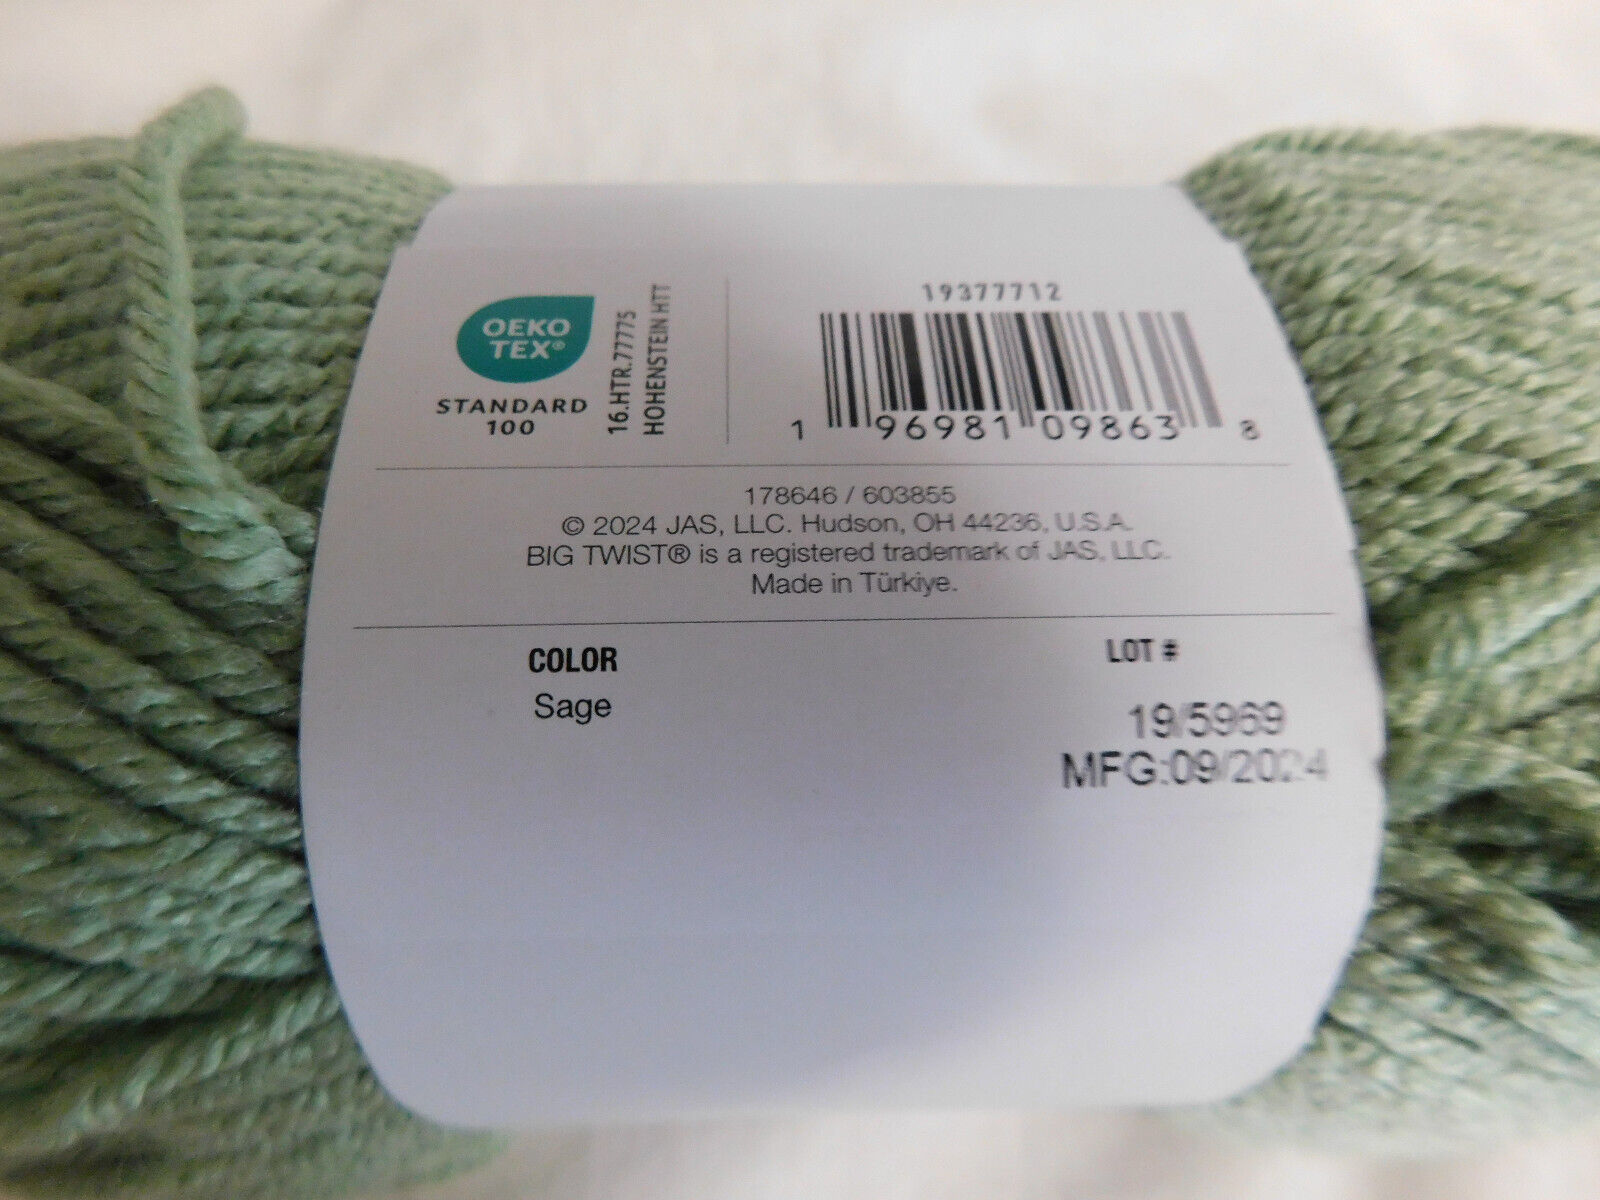 OEKO
TEX®
STANDARD
100
16.HTR.77775
HOHENSTEIN HTT
19377712
1 96981 09863 8
178646 / 603855
© 2024 JAS, LLC. Hudson, OH 44236, U.S.A.
BIG TWIST® is a registered trademark of JAS, LLC.
Made in Türkiye.
COLOR
Sage
LOT #
19/5969
MFG:09/2024